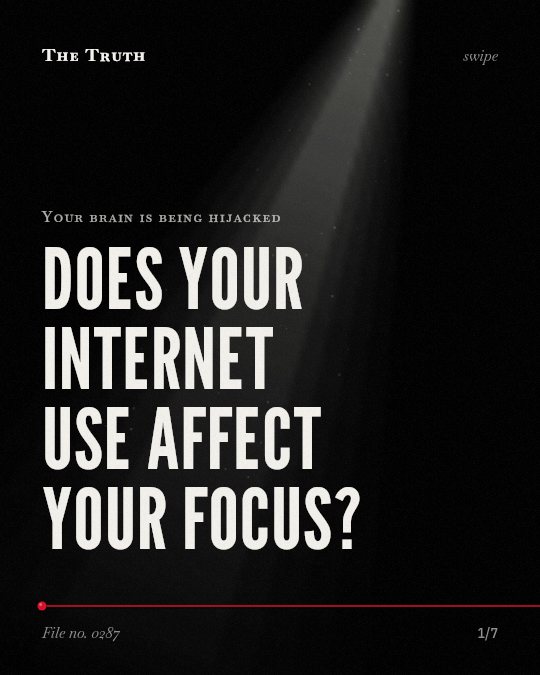 The Truth
swipe
Your brain is being hijacked
DOES YOUR
INTERNET
USE AFFECT
YOUR FOCUS?
File no. 0287
1/7